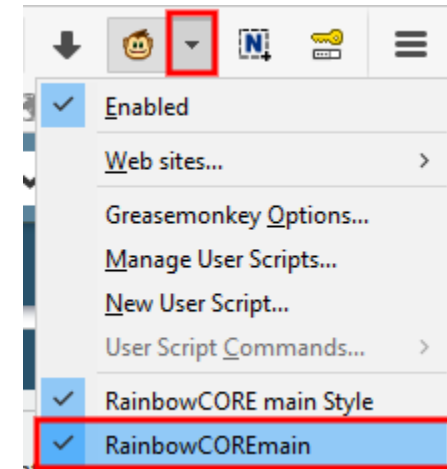 N
Enabled
Web sites...
Greasemonkey Options...
Manage User Scripts...
New User Script...
User Script Commands...
RainbowCORE main Style
RainbowCOREmain